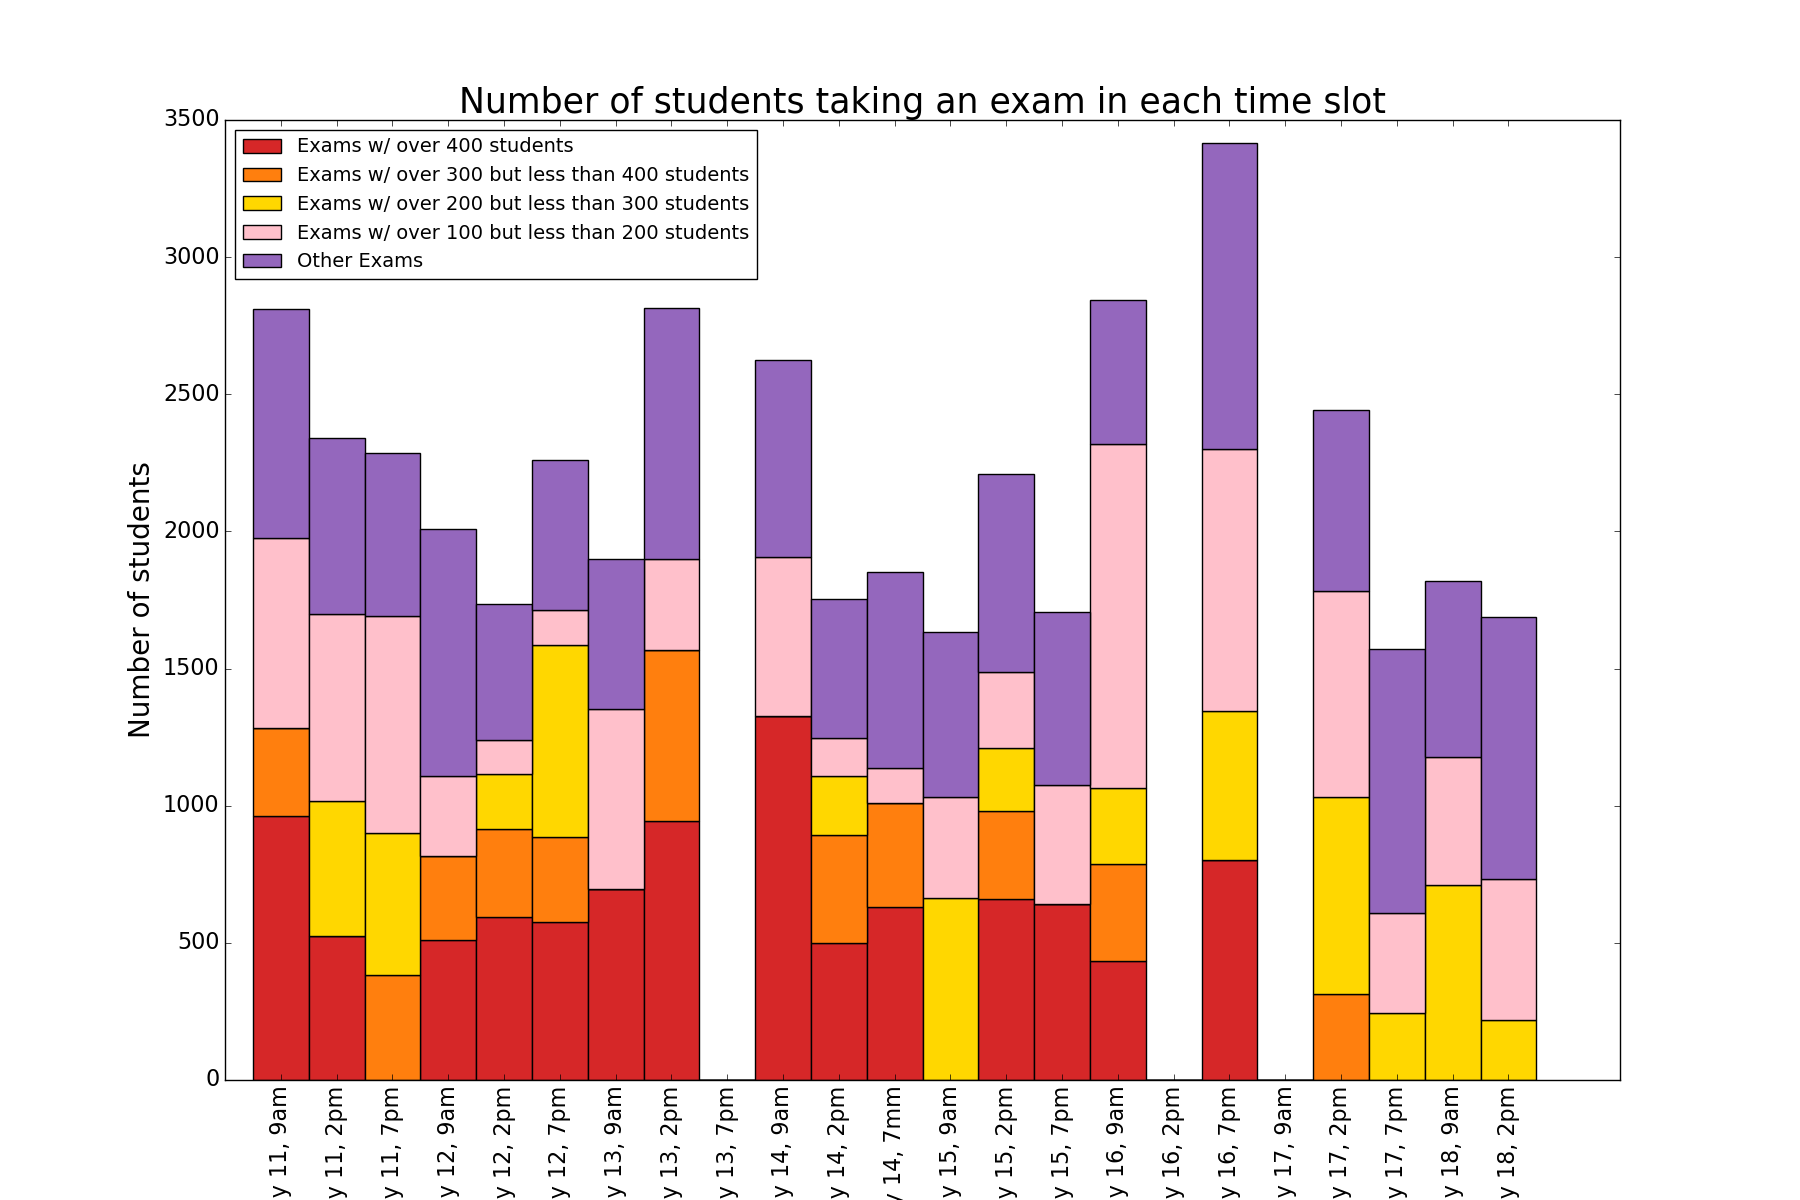 Number of students taking an exam in each time slot
Exams w/ over 400 students
Exams w/ over 300 but less than 400 students
Exams w/ over 200 but less than 300 students
Exams w/ over 100 but less than 200 students
Other Exams
Number of students
3500
3000
2500
2000
1500
1000
500
0
y 11, 9am
y 11, 2pm
y 11, 7pm
y 12, 9am
y 12, 2pm
y 12, 7pm
y 13, 9am
y 13, 2pm
y 13, 7pm
y 14, 9am
y 14, 2pm
y 14, 7mm
y 15, 9am
y 15, 2pm
y 15, 7pm
y 16, 9am
y 16, 2pm
y 16, 7pm
y 17, 9am
y 17, 2pm
y 17, 7pm
y 18, 9am
y 18, 2pm